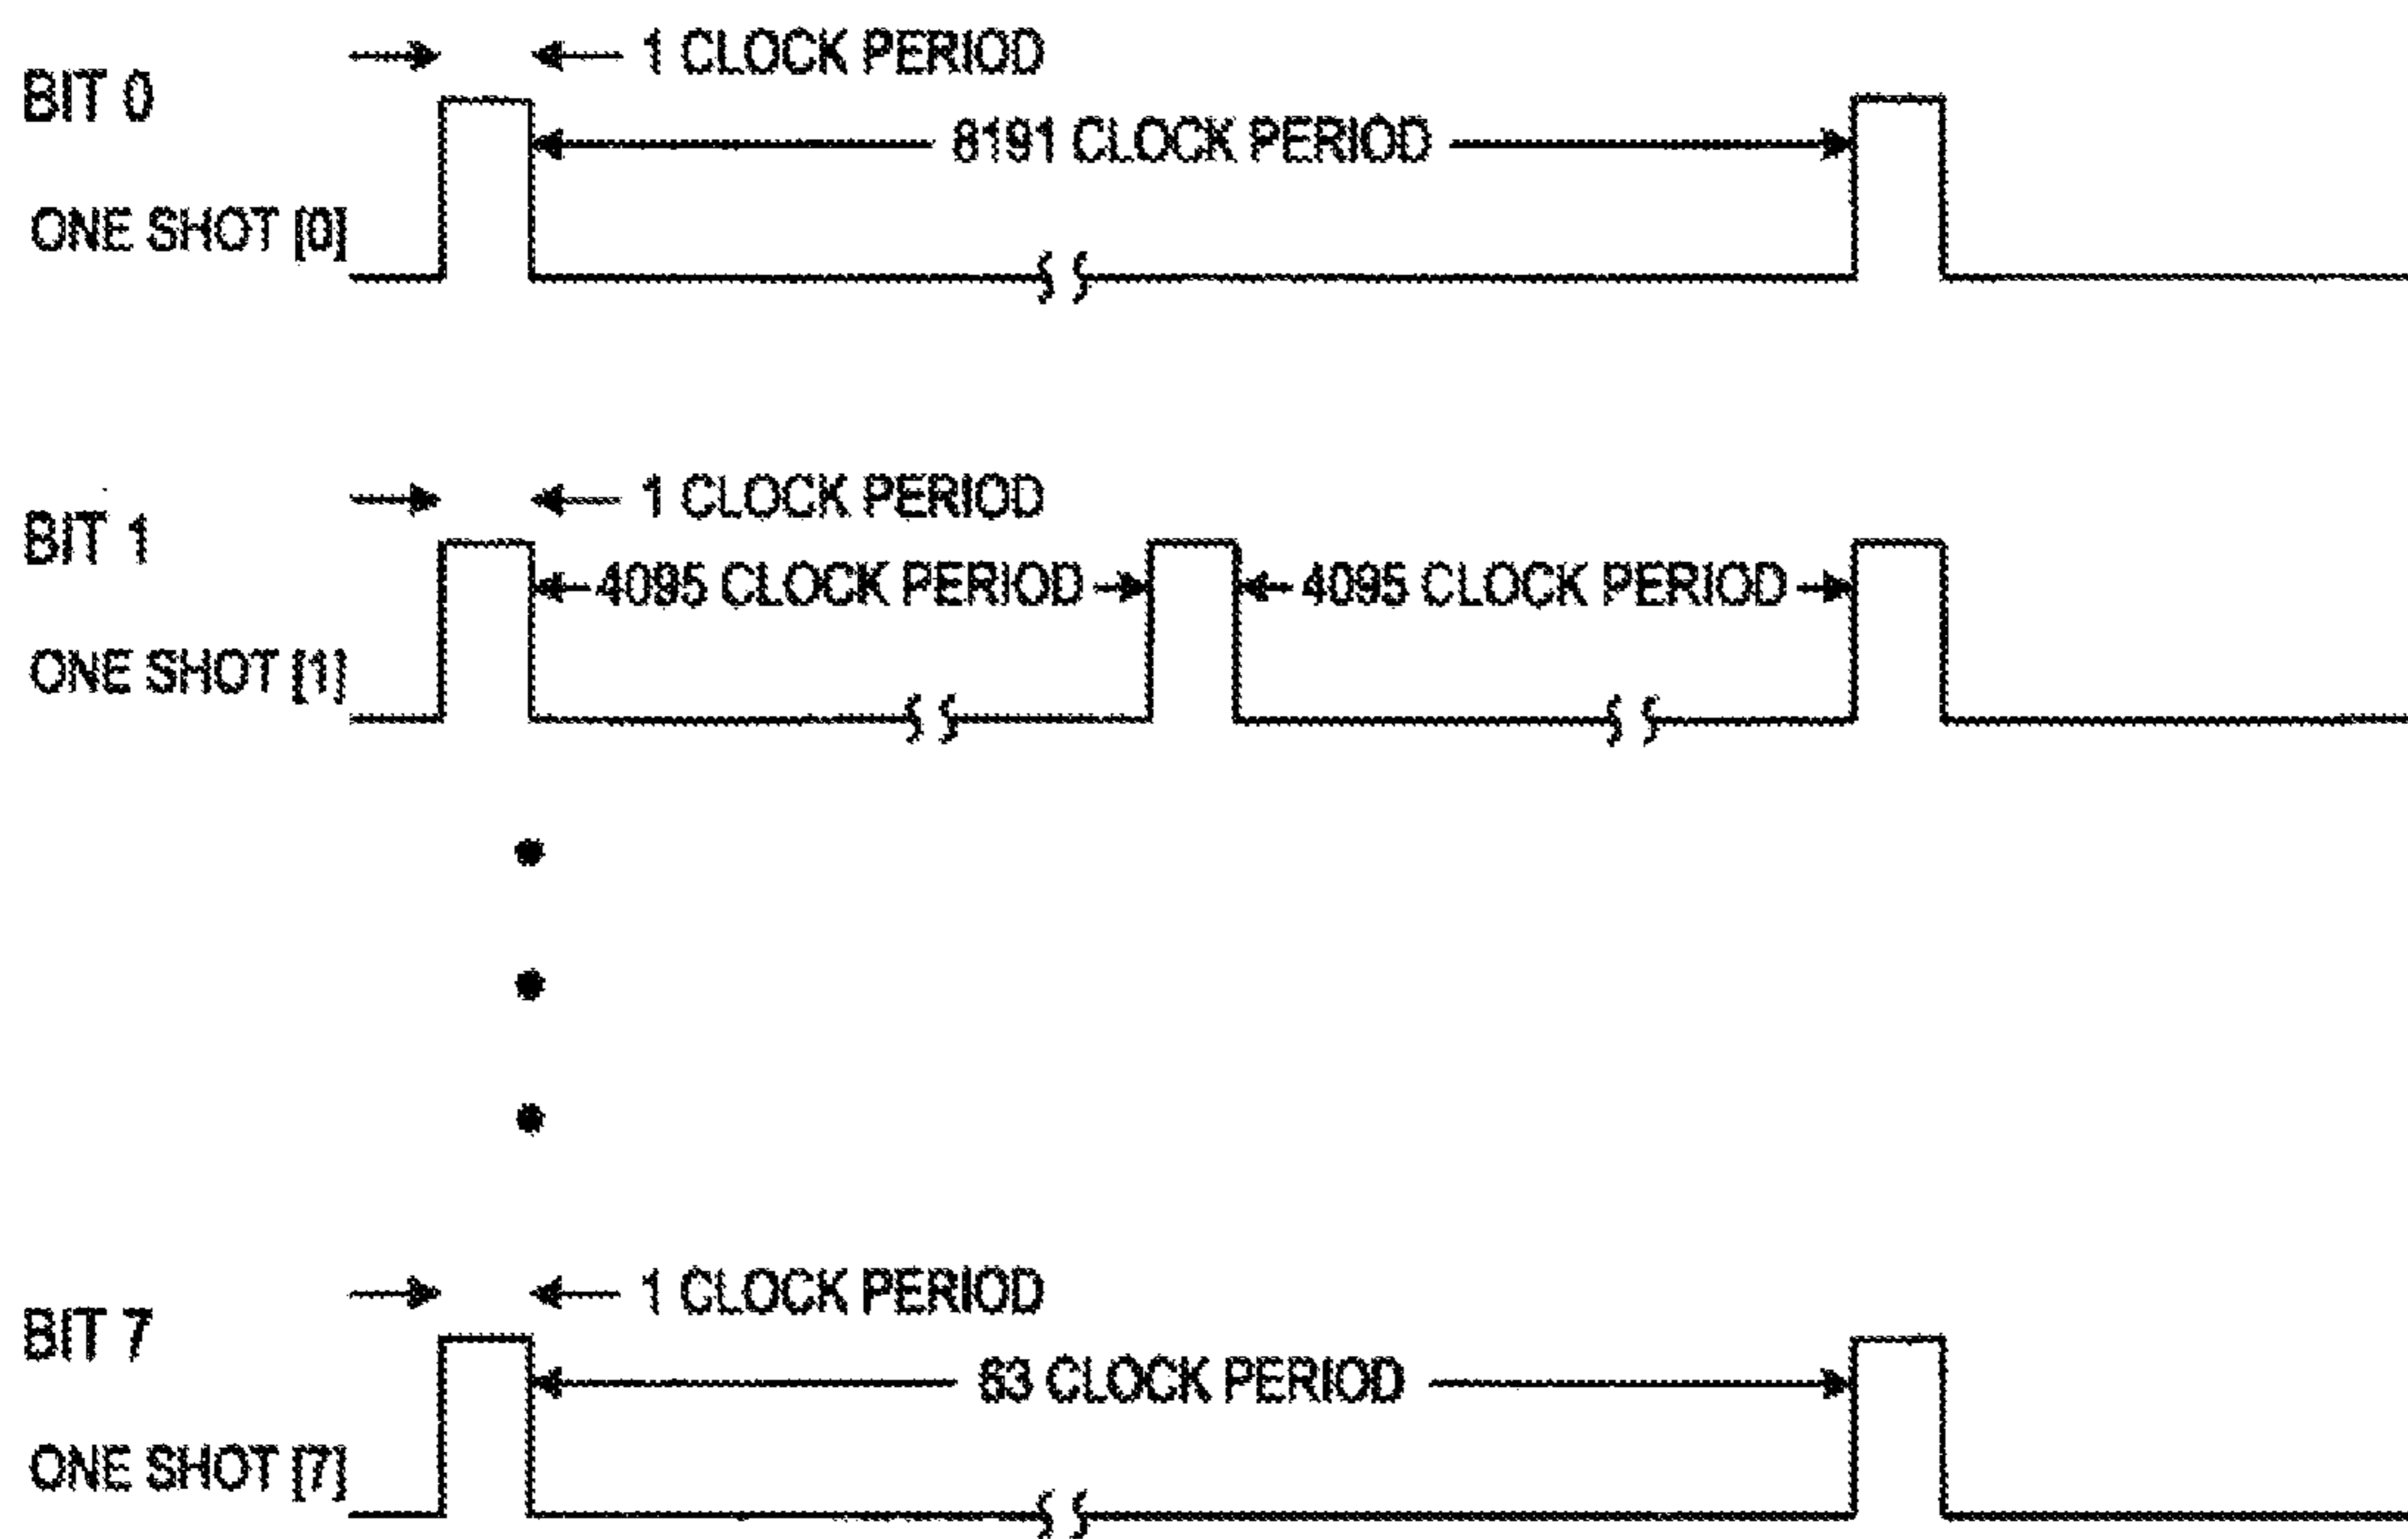 1 CLOCK PERIOD
BIT 0
8191 CLOCK PERIOD
ONE SHOT [0]
1 CLOCK PERIOD
BIT 1
4095 CLOCK PERIOD 4095 CLOCK PERIOD
ONE SHOT [1]
1 CLOCK PERIOD
BIT 7
63 CLOCK PERIOD
ONE SHOT [7]